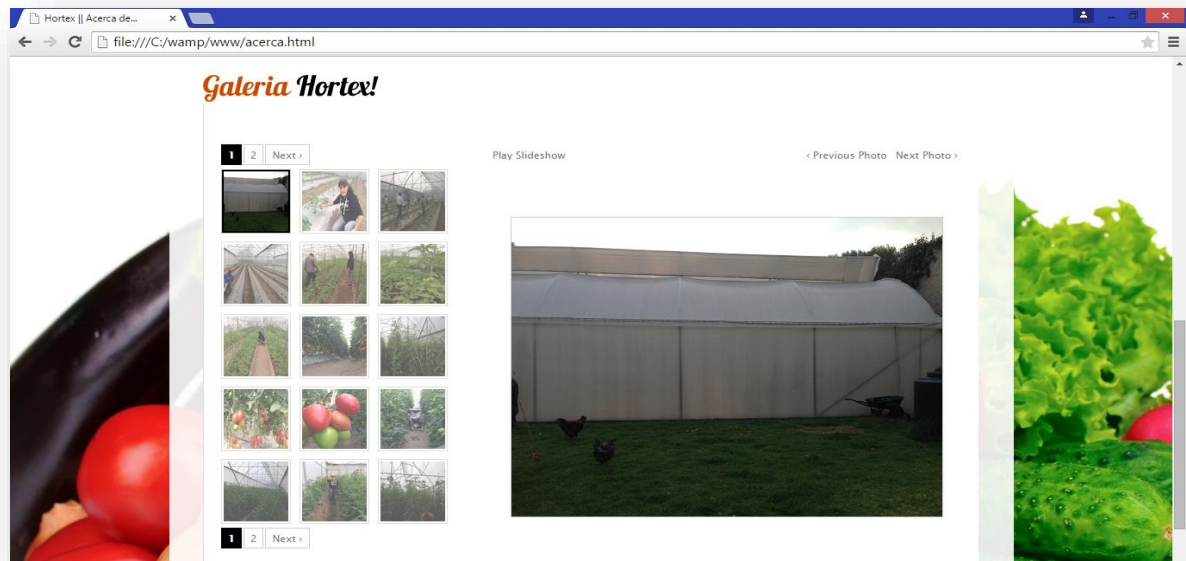 Hortex || Acerca de...
file:///C:/wamp/www/acerca.html
Galeria Hortex!
1 2 Next ›
Play Slideshow
‹ Previous Photo Next Photo ›
1 2 Next ›